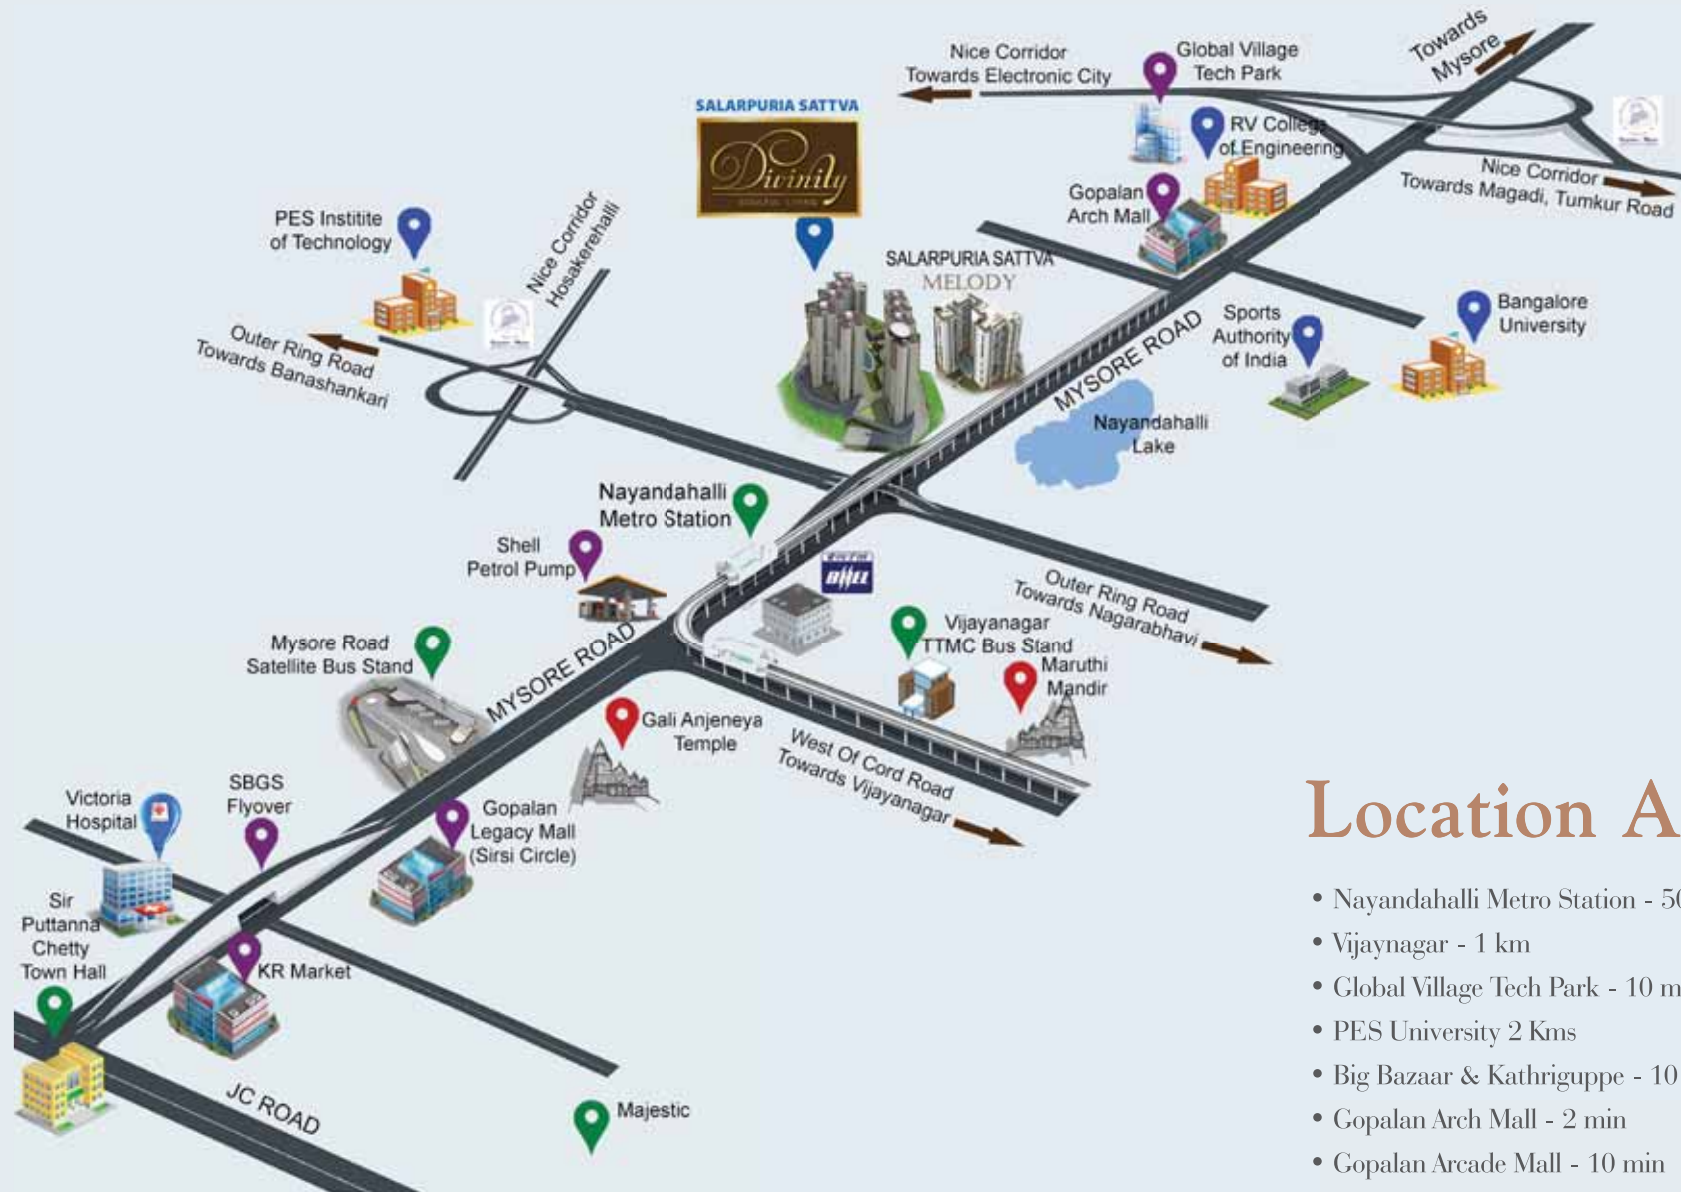 Nice Corridor
Towards Electronic City
Global Village
Tech Park
Towards
Mysore
RV College
of Engineering
Nice Corridor
Towards Magadi, Tumkur Road
Gopalan
Arch Mall
SALARPURIA SATTVA
Divinity
SALARPURIA SATTVA
MELODY
PES Institite
of Technology
Nice Corridor
Hosakerehalli
Outer Ring Road
Towards Banashankari
MYSORE ROAD
Sports
Authority
of India
Bangalore
University
Nayandahalli
Lake
Nayandahalli
Metro Station
Shell
Petrol Pump
BHEL
Outer Ring Road
Towards Nagarabhavi
Mysore Road
Satellite Bus Stand
MYSORE ROAD
Vijayanagar
TTMC Bus Stand
Maruthi
Mandir
Gali Anjeneya
Temple
West Of Cord Road
Towards Vijayanagar
Victoria
Hospital
SBGS
Flyover
Gopalan
Legacy Mall
(Sirsi Circle)
Sir
Puttanna
Chetty
Town Hall
KR Market
JC ROAD
Majestic
Location A
• Nayandahalli Metro Station - 50
• Vijaynagar - 1 km
• Global Village Tech Park - 10 m
• PES University 2 Kms
• Big Bazaar & Kathriguppe - 10
• Gopalan Arch Mall - 2 min
• Gopalan Arcade Mall - 10 min